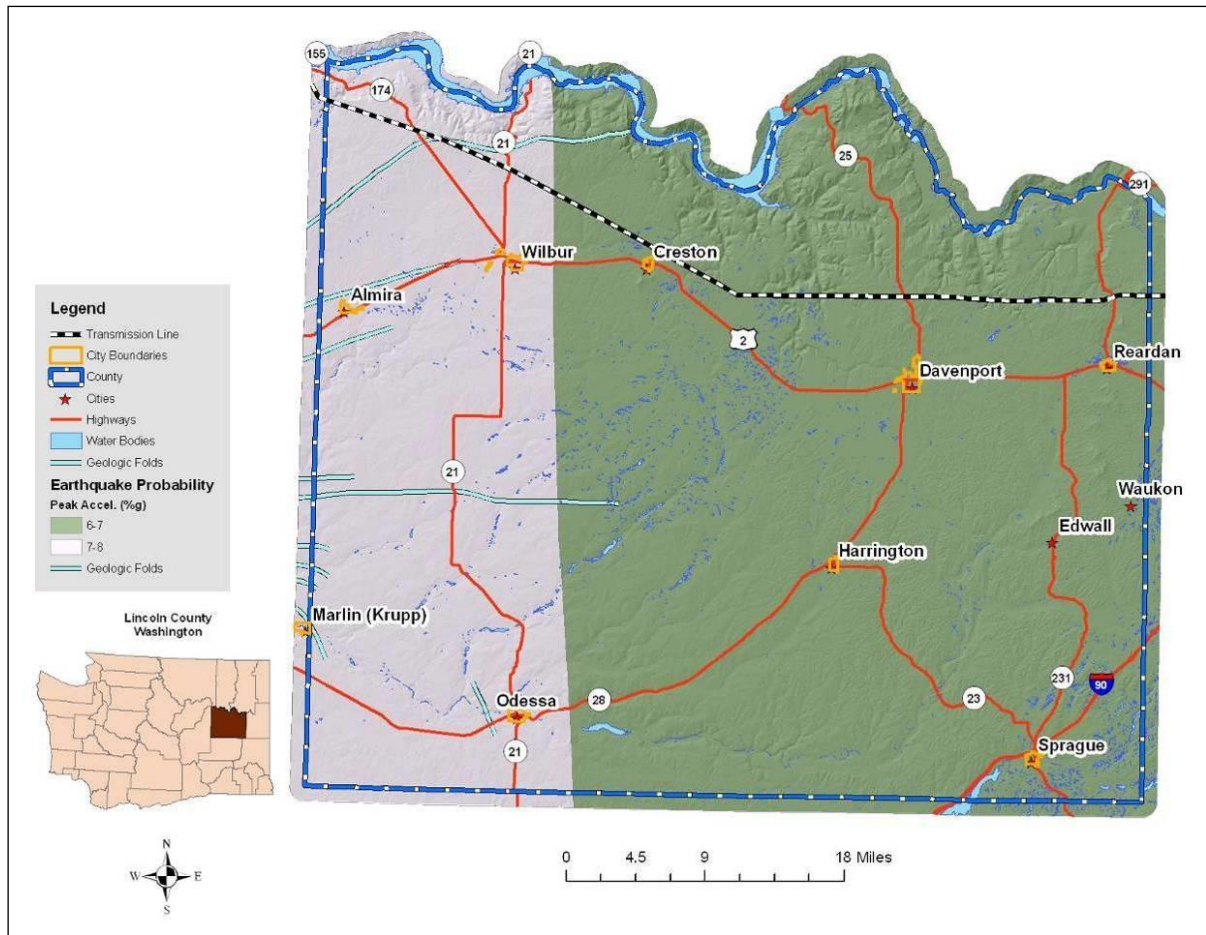 155
21
174
21
25
291
Wilbur
Creston
Almira
2
Reardan
Davenport
21
Waukon
Edwall
Harrington
Marlin (Krupp)
Odessa
28
23
231
90
21
Sprague
Legend
Transmission Line
City Boundaries
County
Cities
Highways
Water Bodies
Geologic Folds
Earthquake Probability
Peak Accel. (%g)
6-7
7-8
Geologic Folds
Lincoln County
Washington
N
W E
S
0 4.5 9 18 Miles